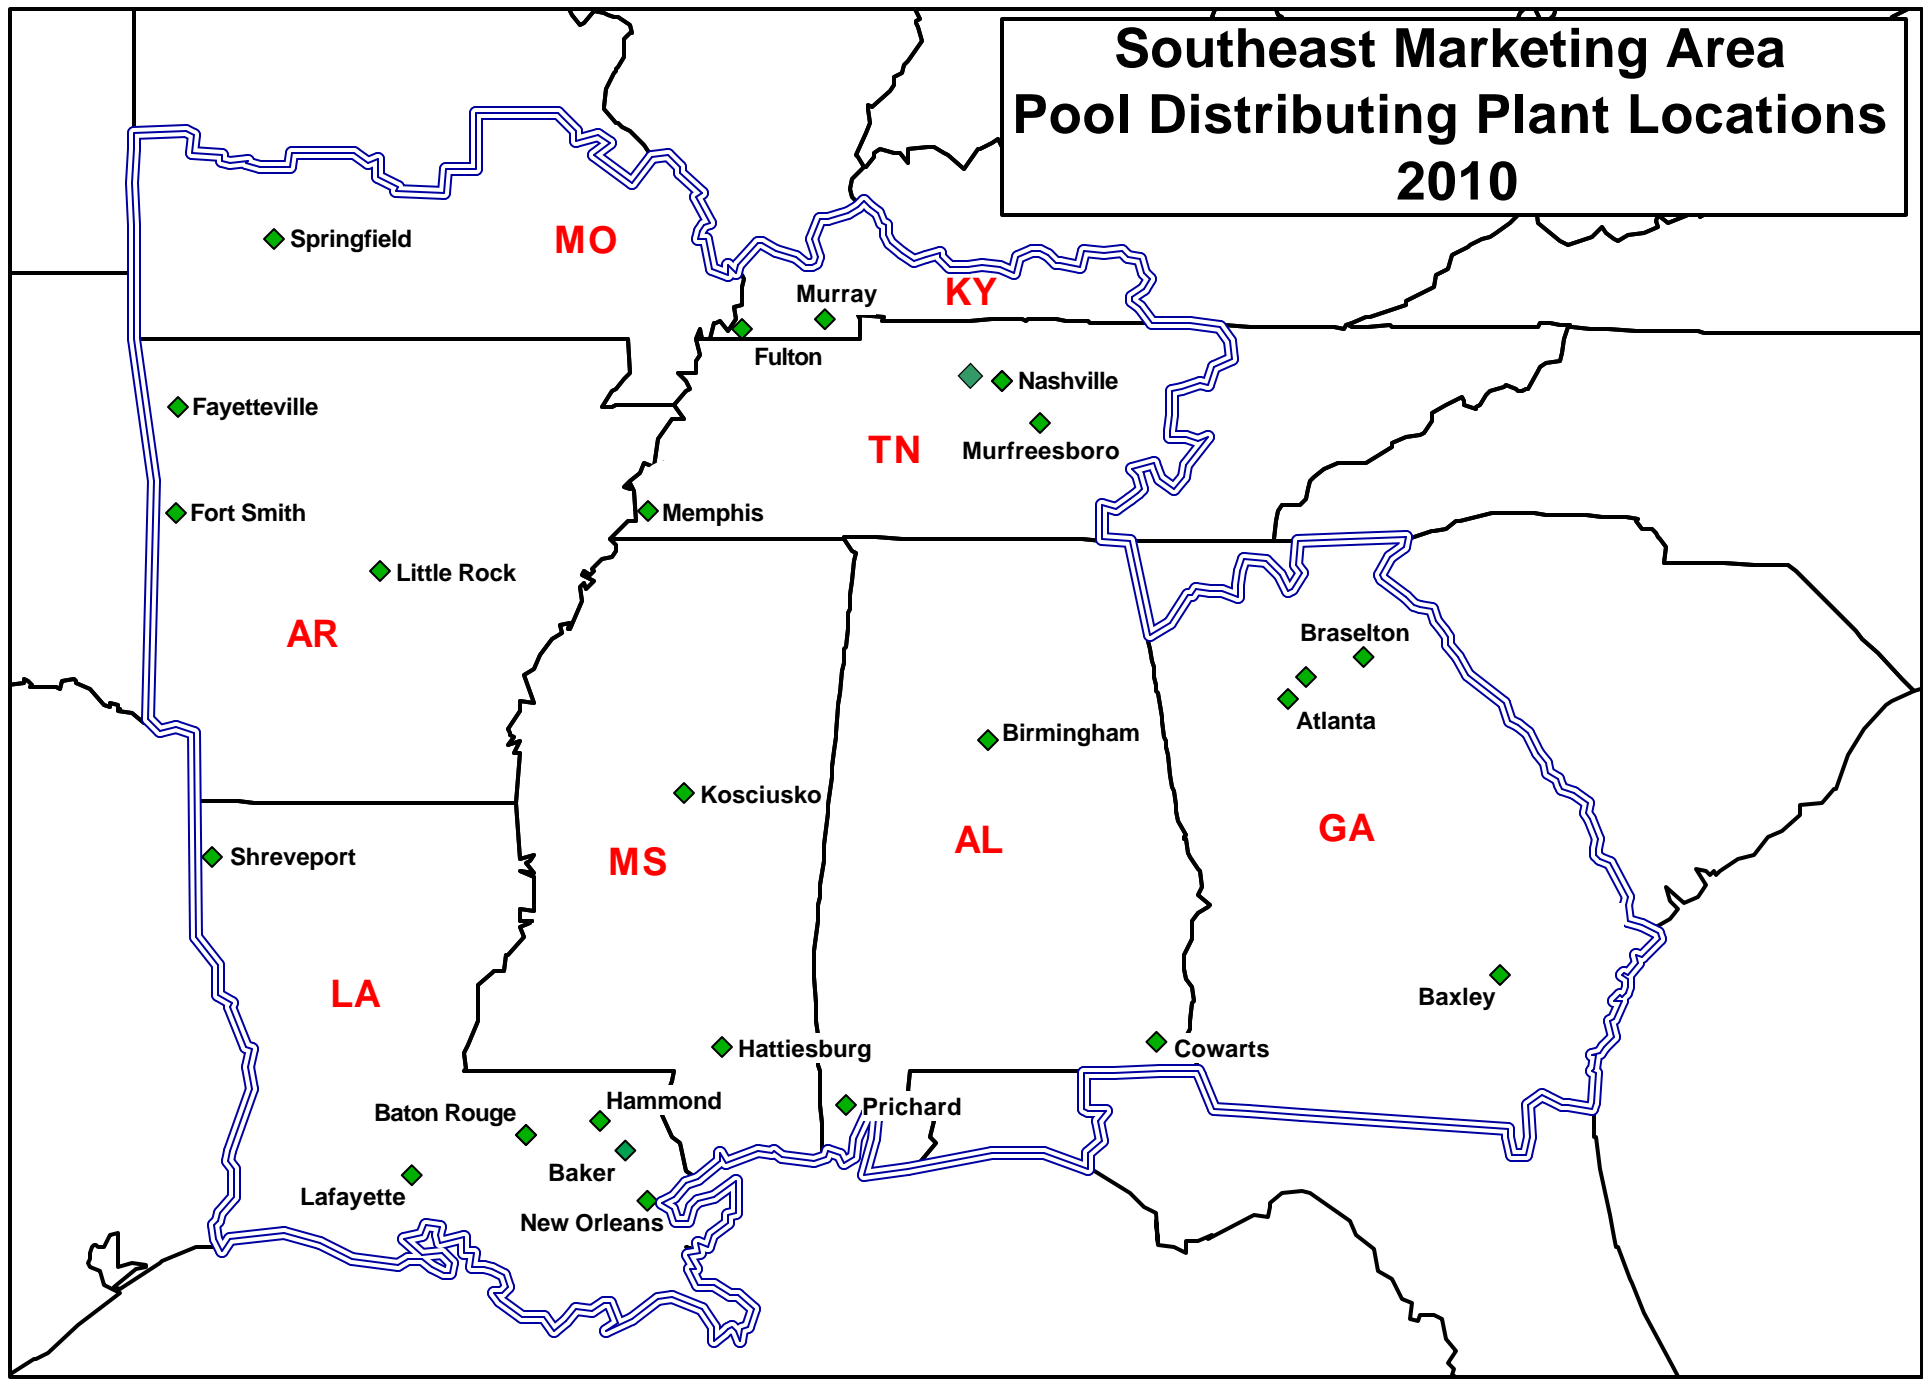 Southeast Marketing Area
Pool Distributing Plant Locations
2010
Springfield
MO
Murray
KY
Fulton
Nashville
Fayetteville
TN
Murfreesboro
Fort Smith
Memphis
Little Rock
AR
Braselton
Atlanta
Birmingham
Kosciusko
GA
AL
Shreveport
MS
LA
Baxley
Hattiesburg
Cowarts
Hammond
Prichard
Baton Rouge
Baker
Lafayette
New Orleans